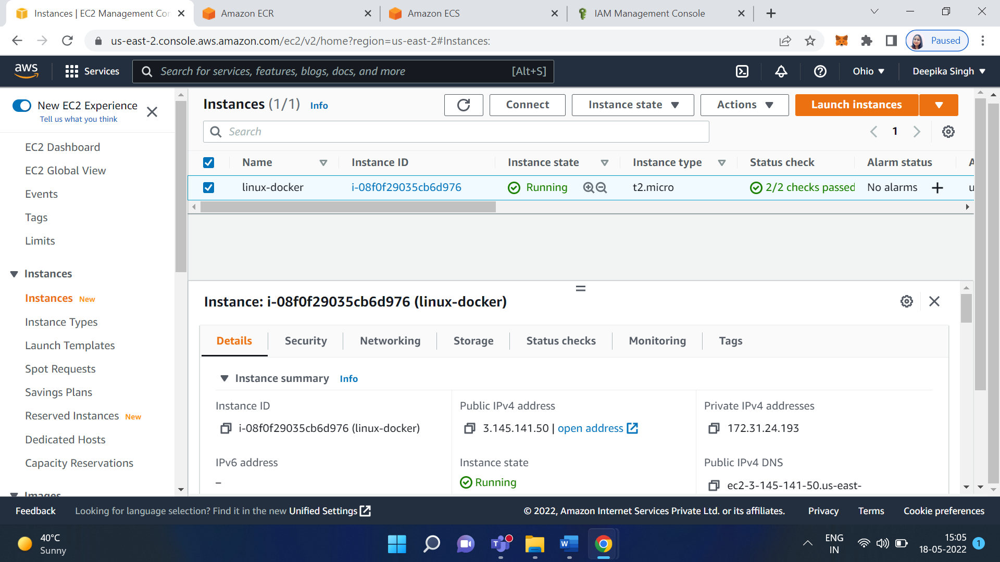 Instances | EC2 Management Con
Amazon ECR
Amazon ECS
IAM Management Console
us-east-2.console.aws.amazon.com/ec2/v2/home?region=us-east-2#Instances:
Paused
aws
Services
Search for services, features, blogs, docs, and more [Alt+S]
Ohio
Deepika Singh
New EC2 Experience
Tell us what you think
EC2 Dashboard
EC2 Global View
Events
Tags
Limits
Instances
Instances New
Instance Types
Launch Templates
Spot Requests
Savings Plans
Reserved Instances New
Dedicated Hosts
Capacity Reservations
Images
Instances (1/1) Info
Connect
Instance state
Actions
Launch instances
Search
1
Name Instance ID Instance state Instance type Status check Alarm status A
linux-docker i-08f0f29035cb6d976 Running t2.micro 2/2 checks passed No alarms + u
Instance: i-08f0f29035cb6d976 (linux-docker)
Details Security Networking Storage Status checks Monitoring Tags
Instance summary Info
Instance ID
i-08f0f29035cb6d976 (linux-docker)
Public IPv4 address
3.145.141.50 | open address
Private IPv4 addresses
172.31.24.193
IPv6 address
–
Instance state
Running
Public IPv4 DNS
ec2-3-145-141-50.us-east-
Feedback
Looking for language selection? Find it in the new Unified Settings
© 2022, Amazon Internet Services Private Ltd. or its affiliates.
Privacy
Terms
Cookie preferences
40°C
Sunny
T
W
ENG
IN
15:05
18-05-2022
1